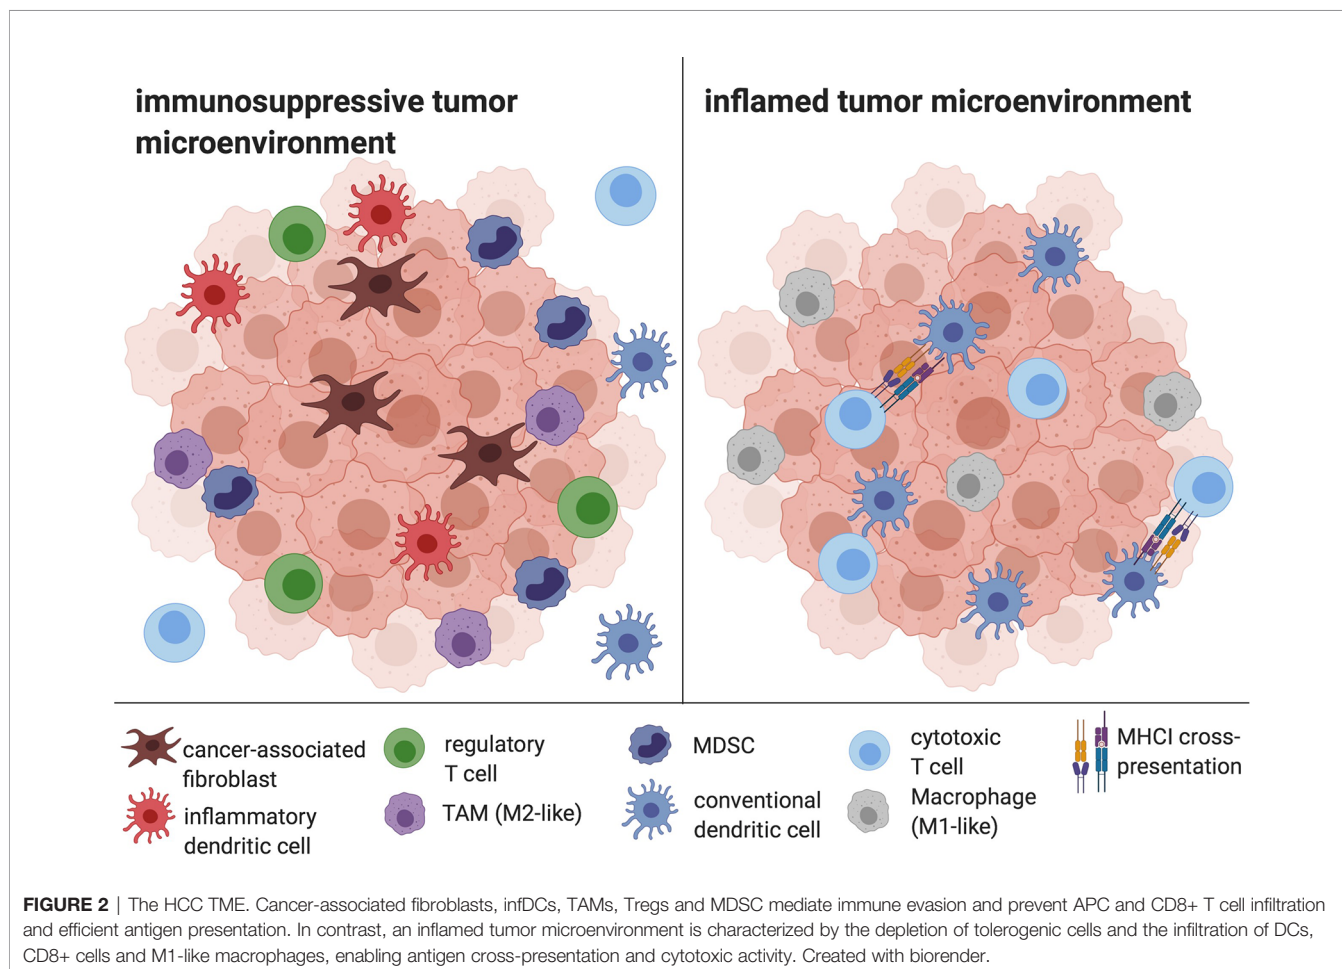 immunosuppressive tumor
microenvironment
inflamed tumor microenvironment
cancer-associated
fibroblast
regulatory
T cell
MDSC
cytotoxic
T cell
MHCI cross-
presentation
inflammatory
dendritic cell
TAM (M2-like)
conventional
dendritic cell
Macrophage
(M1-like)
FIGURE 2 | The HCC TME. Cancer-associated fibroblasts, infDCs, TAMs, Tregs and MDSC mediate immune evasion and prevent APC and CD8+ T cell infiltration
and efficient antigen presentation. In contrast, an inflamed tumor microenvironment is characterized by the depletion of tolerogenic cells and the infiltration of DCs,
CD8+ cells and M1-like macrophages, enabling antigen cross-presentation and cytotoxic activity. Created with biorender.